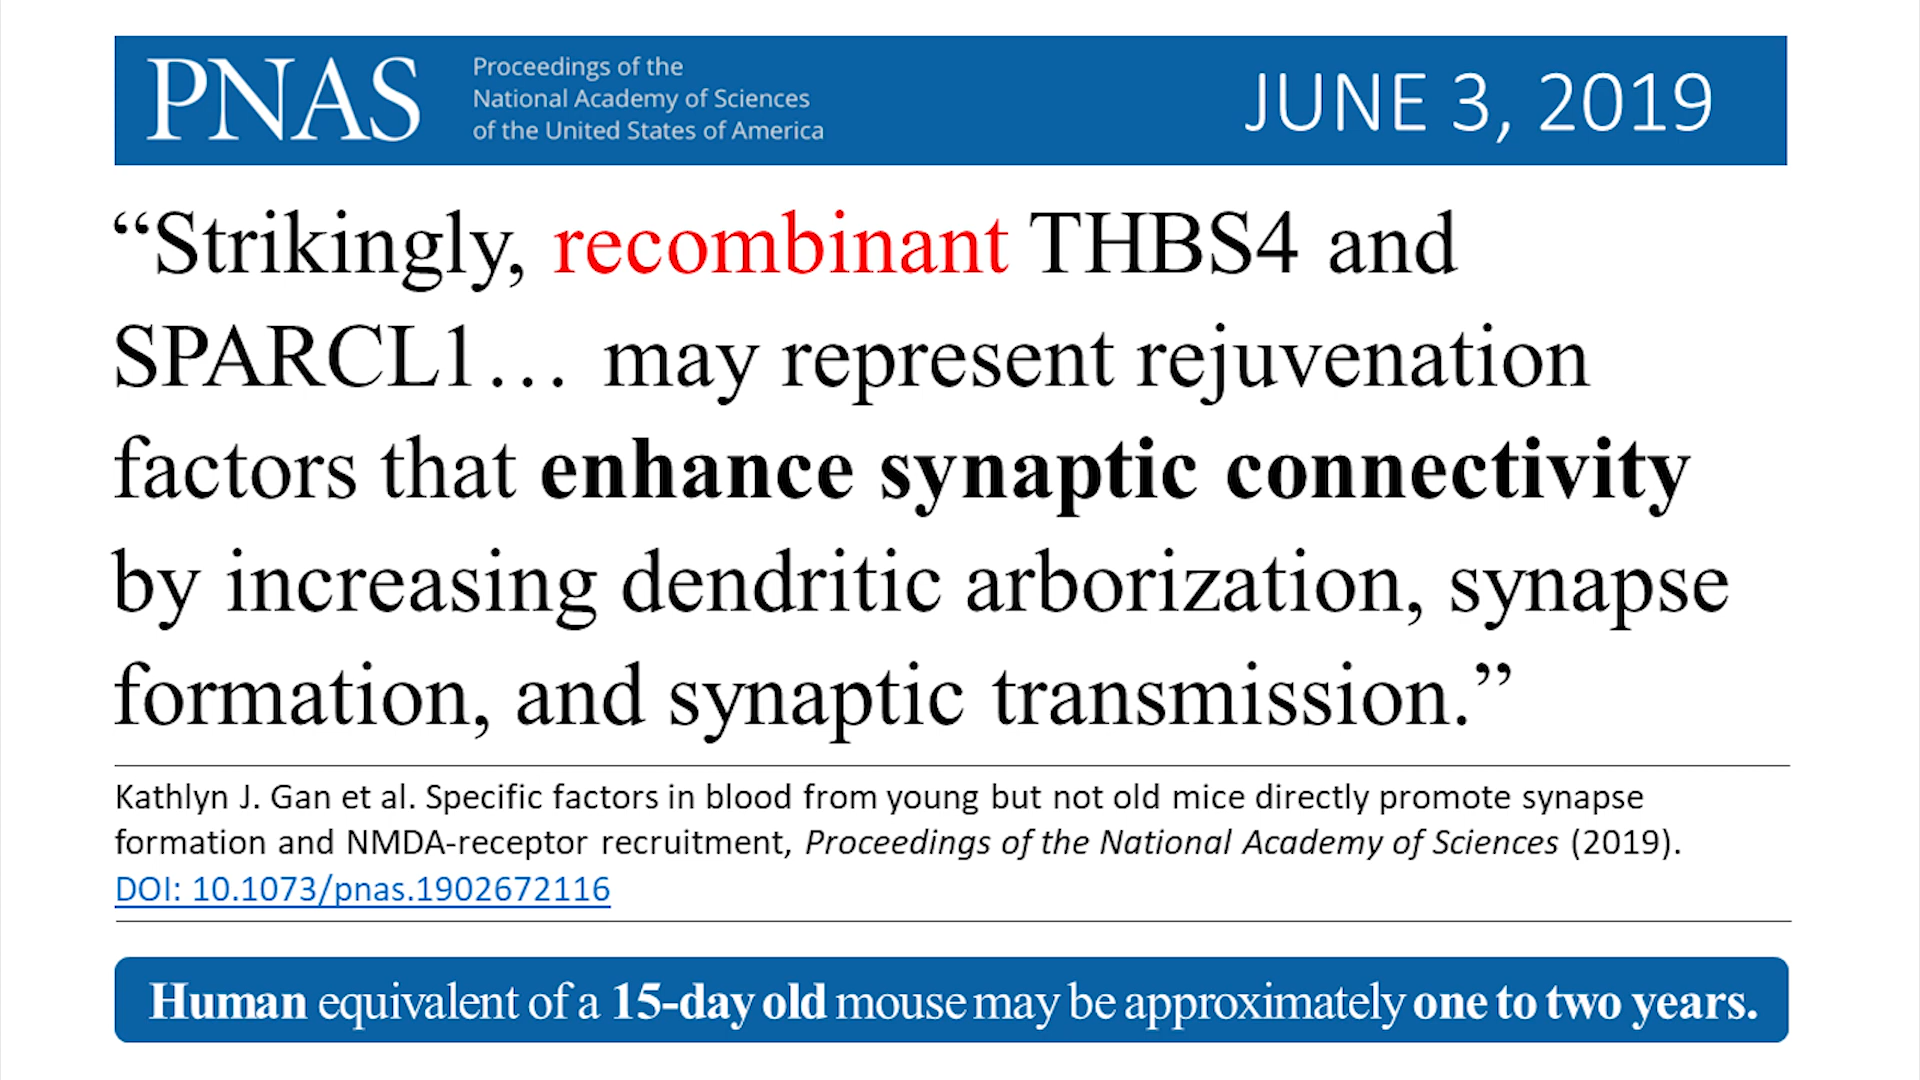 PNAS
Proceedings of the
National Academy of Sciences
of the United States of America
JUNE 3, 2019
“Strikingly, recombinant THBS4 and
SPARCL1… may represent rejuvenation
factors that enhance synaptic connectivity
by increasing dendritic arborization, synapse
formation, and synaptic transmission.”
Kathlyn J. Gan et al. Specific factors in blood from young but not old mice directly promote synapse
formation and NMDA-receptor recruitment, Proceedings of the National Academy of Sciences (2019).
DOI: 10.1073/pnas.1902672116
Human equivalent of a 15-day old mouse may be approximately one to two years.